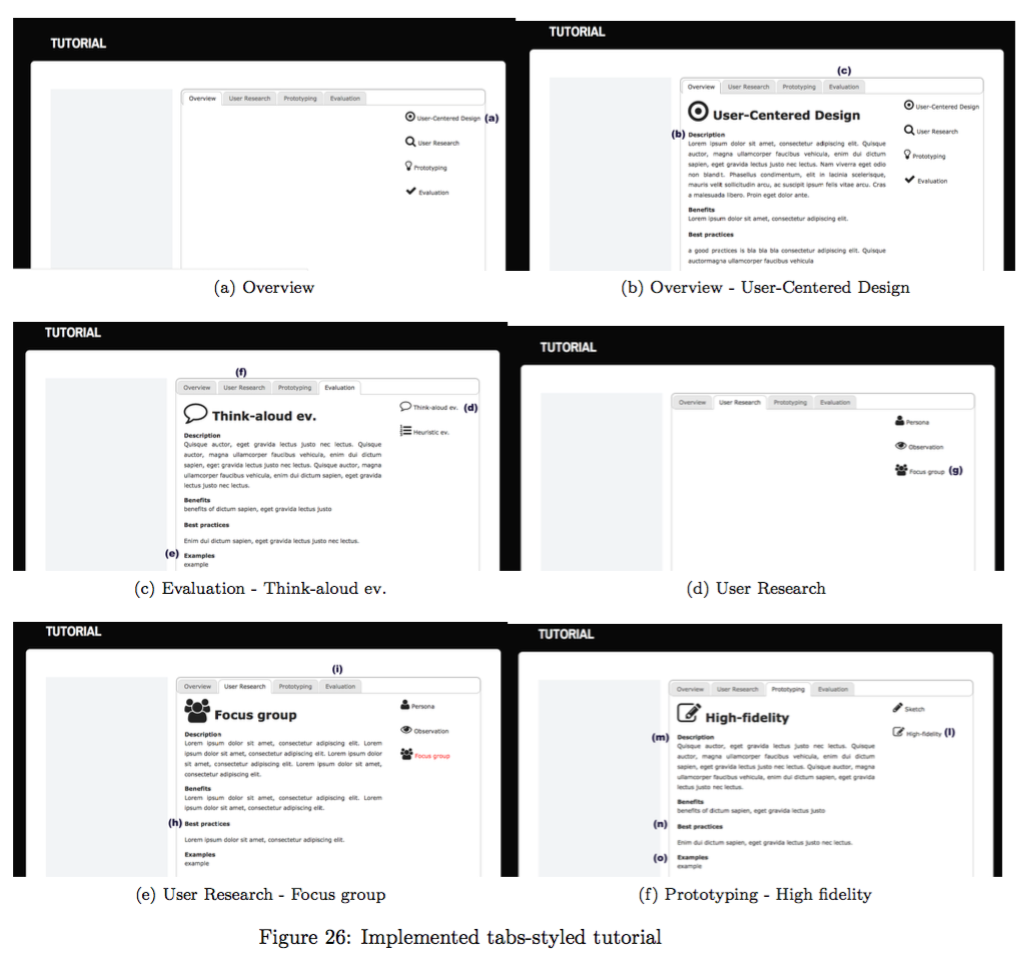 TUTORIAL
Overview User Research Prototyping Evaluation
User-Centered Design (a)
User Research
Prototyping
Evaluation
(a) Overview
TUTORIAL
(c)
Overview User Research Prototyping Evaluation
User-Centered Design
(b) Description
Lorem ipsum dolor sit amet, consectetur adipiscing elit. Quisque
auctor, magna ullamcorper faucibus vehicula, enim dui dictum
sapien, eget gravida lectus justo nec lectus. Nam viverra eget odio
non blandit. Phasellus condimentum, elit in lacinia scelerisque,
mauris velit sollicitudin arcu, ac suscipit ipsum felis vitae arcu. Cras
a malesuada libero. Proin eget dolor ante.
Benefits
Lorem ipsum dolor sit amet, consectetur adipiscing elit.
Best practices
a good practices is bla bla bla consectetur adipiscing elit. Quisque
auctormagna ullamcorper faucibus vehicula
User-Centered Design
User Research
Prototyping
Evaluation
(b) Overview - User-Centered Design
TUTORIAL
(f)
Overview User Research Prototyping Evaluation
Think-aloud ev.
Description
Quisque auctor, eget gravida lectus justo nec lectus. Quisque
auctor, magna ullamcorper faucibus vehicula, enim dui dictum
sapien, eget gravida lectus justo nec lectus. Quisque auctor, magna
ullamcorper faucibus vehicula, enim dui dictum sapien, eget gravida
lectus justo nec lectus.
Benefits
benefits of dictum sapien, eget gravida lectus justo
Best practices
Enim dui dictum sapien, eget gravida lectus justo nec lectus.
(e) Examples
example
Think-aloud ev. (d)
Heuristic ev.
(c) Evaluation - Think-aloud ev.
TUTORIAL
Overview User Research Prototyping Evaluation
Persona
Observation
Focus group (g)
(d) User Research
TUTORIAL
(i)
Overview User Research Prototyping Evaluation
Focus group
Description
Lorem ipsum dolor sit amet, consectetur adipiscing elit. Lorem
ipsum dolor sit amet, consectetur adipiscing elit. Lorem ipsum dolor
sit amet, consectetur adipiscing elit. Lorem ipsum dolor sit amet,
consectetur adipiscing elit.
Benefits
Lorem ipsum dolor sit amet, consectetur adipiscing elit. Lorem
ipsum dolor sit amet, consectetur adipiscing elit.
(h) Best practices
Lorem ipsum dolor sit amet, consectetur adipiscing elit.
Examples
example
Persona
Observation
Focus group
(e) User Research - Focus group
TUTORIAL
Overview User Research Prototyping Evaluation
High-fidelity
(m) Description
Quisque auctor, eget gravida lectus justo nec lectus. Quisque
auctor, magna ullamcorper faucibus vehicula, enim dui dictum
sapien, eget gravida lectus justo nec lectus. Quisque auctor, magna
ullamcorper faucibus vehicula, enim dui dictum sapien, eget gravida
lectus justo nec lectus.
Benefits
benefits of dictum sapien, eget gravida lectus justo
(n) Best practices
Enim dui dictum sapien, eget gravida lectus justo nec lectus.
(o) Examples
example
Sketch
High-fidelity (l)
(f) Prototyping - High fidelity
Figure 26: Implemented tabs-styled tutorial